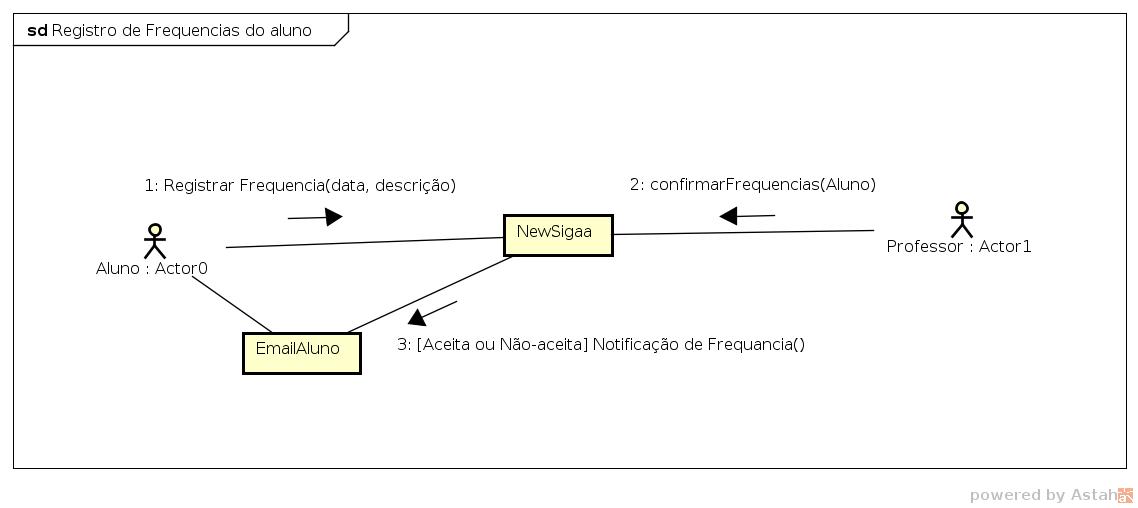 sd Registro de Frequencias do aluno
1: Registrar Frequencia(data, descrição)
2: confirmarFrequencias(Aluno)
NewSigaa
Professor : Actor1
Aluno : Actor0
EmailAluno
3: [Aceita ou Não-aceita] Notificação de Frequância()
powered by Astah